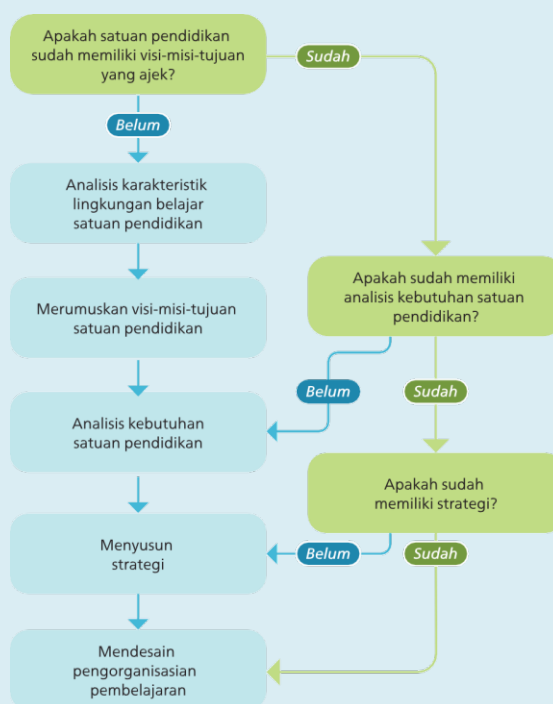 Apakah satuan pendidikan
sudah memiliki visi-misi-tujuan
yang ajek?
Sudah
Belum
Analisis karakteristik
lingkungan belajar
satuan pendidikan
Merumuskan visi-misi-tujuan
satuan pendidikan
Apakah sudah memiliki
analisis kebutuhan satuan
pendidikan?
Belum
Sudah
Analisis kebutuhan
satuan pendidikan
Apakah sudah
memiliki strategi?
Belum
Sudah
Menyusun
strategi
Mendesain
pengorganisasian
pembelajaran